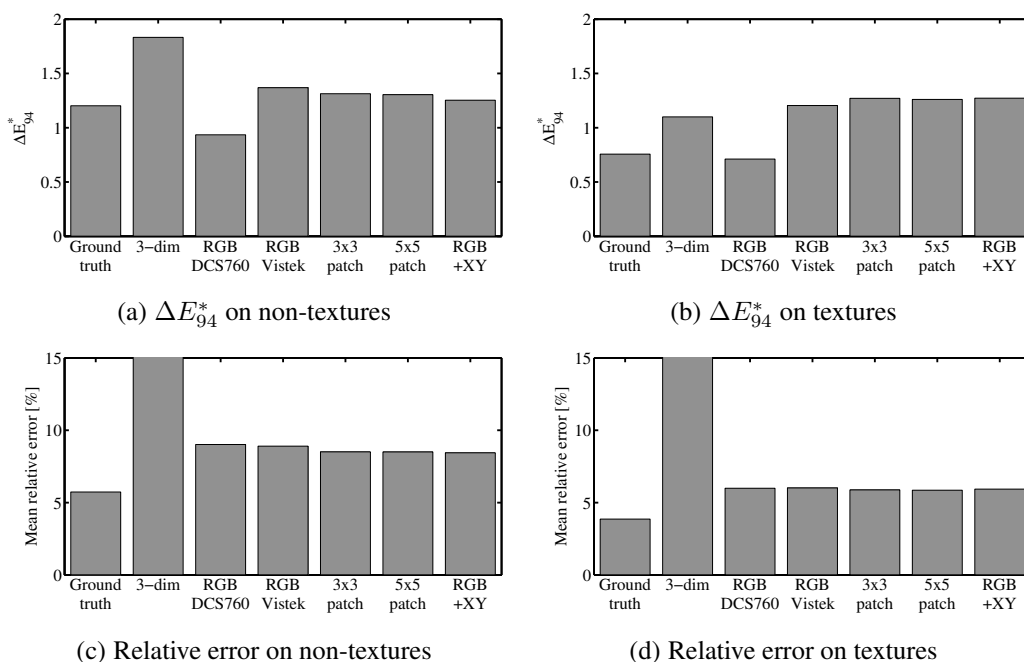 2
1.5
1
0.5
0
ΔE*94
Ground truth
3−dim
RGB DCS760
RGB Vistek
3x3 patch
5x5 patch
RGB +XY
(a) ΔE*94 on non-textures
2
1.5
1
0.5
0
ΔE*94
Ground truth
3−dim
RGB DCS760
RGB Vistek
3x3 patch
5x5 patch
RGB +XY
(b) ΔE*94 on textures
15
10
5
0
Mean relative error [%]
Ground truth
3−dim
RGB DCS760
RGB Vistek
3x3 patch
5x5 patch
RGB +XY
(c) Relative error on non-textures
15
10
5
0
Mean relative error [%]
Ground truth
3−dim
RGB DCS760
RGB Vistek
3x3 patch
5x5 patch
RGB +XY
(d) Relative error on textures